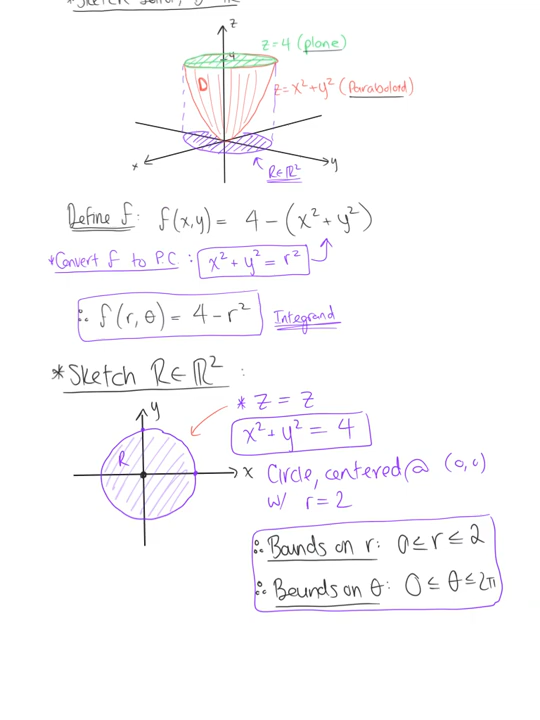 z
z=4 (plane)
4
D
z=x²+y² (Paraboloid)
x
y
R∈ℝ²
Define f: f(x,y) = 4-(x²+y²)
*Convert f to P.C.: x²+y²=r²
∴ f(r, θ) = 4-r² Integrand
*Sketch R∈ℝ²:
y
* z = z
R
x²+y² = 4
x
Circle, centered @ (0,0)
w/ r=2
∴ Bounds on r: 0≤r≤2
∴ Bounds on θ: 0≤θ≤2π